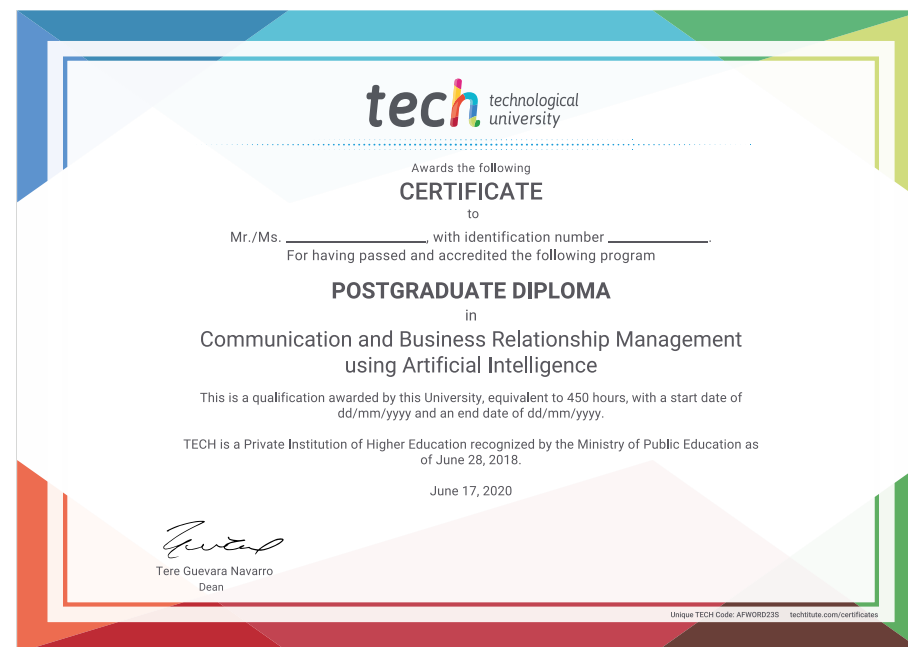 tech technological
university
Awards the following
CERTIFICATE
to
Mr./Ms. ____________, with identification number ____________.
For having passed and accredited the following program
POSTGRADUATE DIPLOMA
in
Communication and Business Relationship Management
using Artificial Intelligence
This is a qualification awarded by this University, equivalent to 450 hours, with a start date of
dd/mm/yyyy and an end date of dd/mm/yyyy.
TECH is a Private Institution of Higher Education recognized by the Ministry of Public Education as
of June 28, 2018.
June 17, 2020
Tere Guevara Navarro
Dean
Unique TECH Code: AFWORD23S techtitute.com/certificates